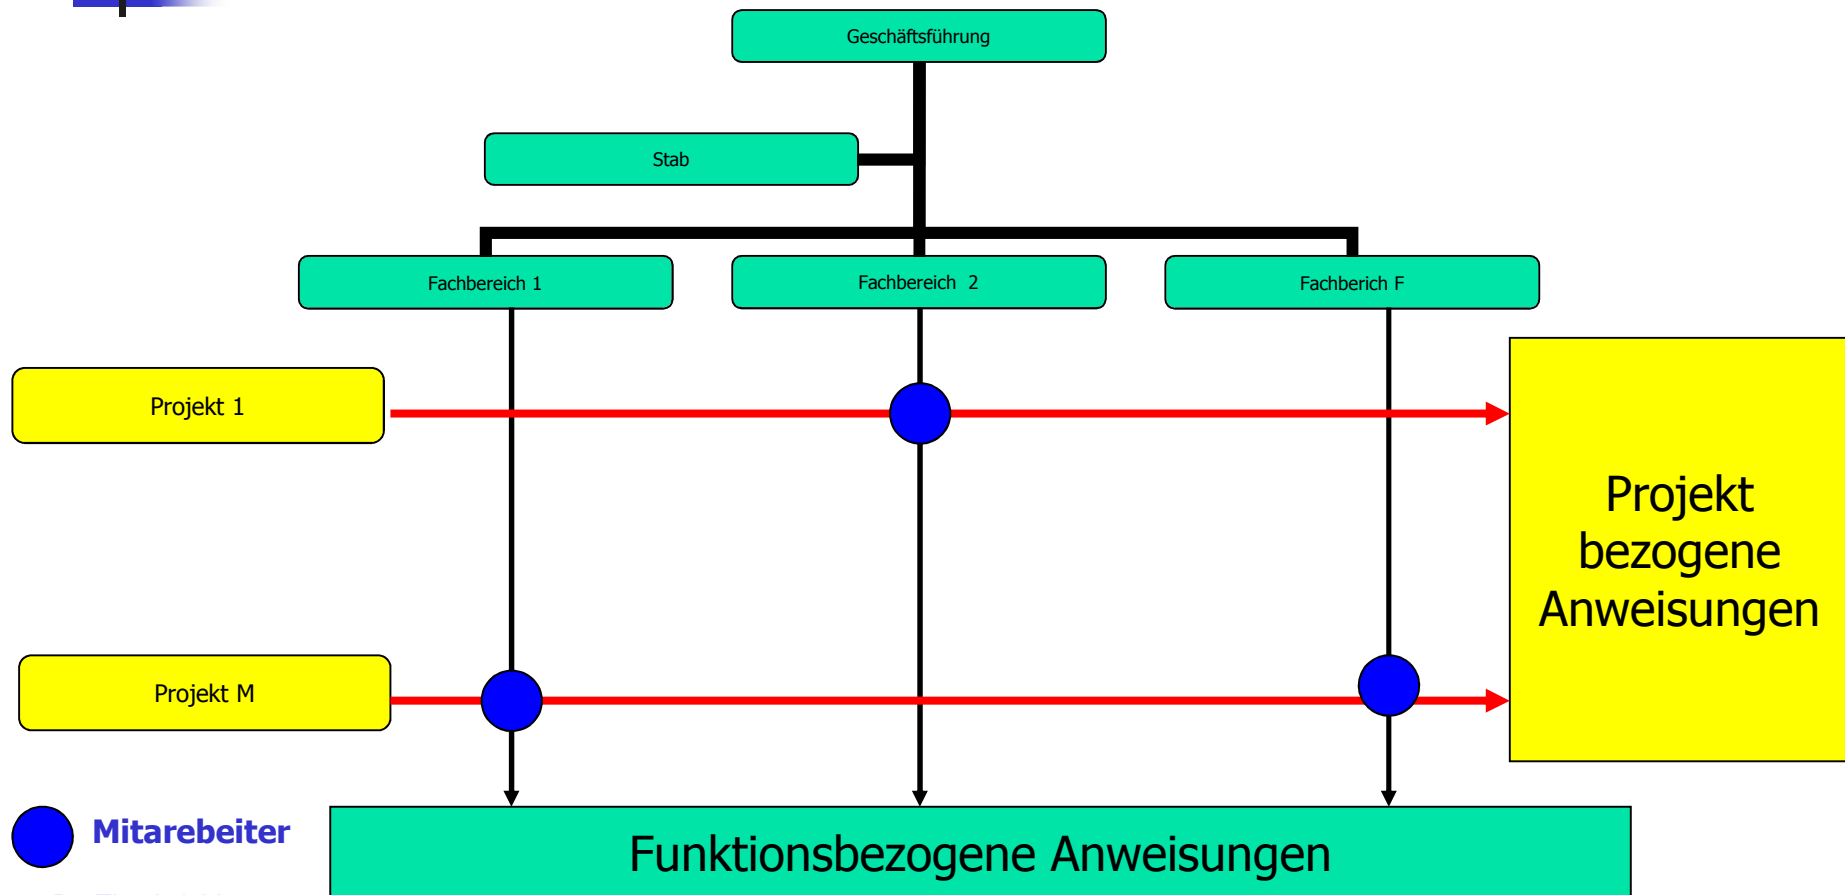 Geschäftsführung
Stab
Fachbereich 1
Fachbereich 2
Fachberich F
Projekt 1
Projekt M
Projekt
bezogene
Anweisungen
Mitarebeiter
Funktionsbezogene Anweisungen